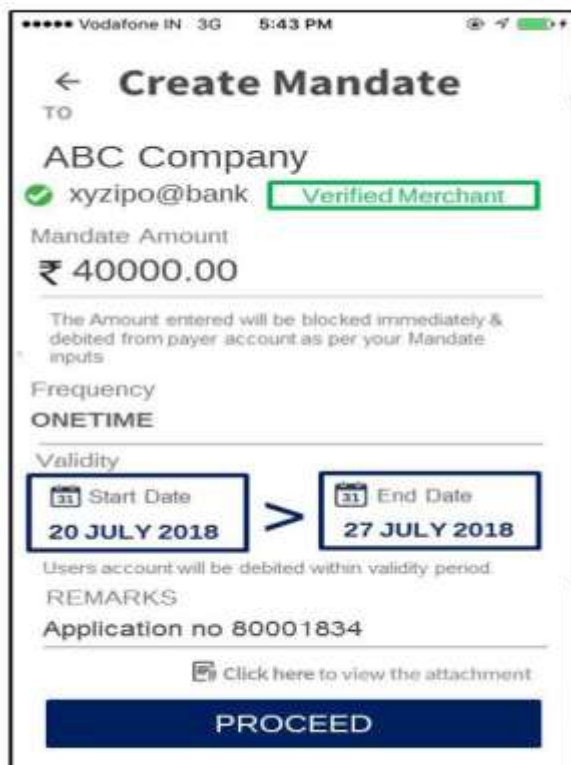 Vodafone IN 3G 5:43 PM
← Create Mandate
TO
ABC Company
xyzipo@bank Verified Merchant
Mandate Amount
₹ 40000.00
The Amount entered will be blocked immediately &
debited from payer account as per your Mandate
inputs
Frequency
ONETIME
Validity
31 Start Date > 31 End Date
20 JULY 2018 27 JULY 2018
Users account will be debited within validity period.
REMARKS
Application no 80001834
Click here to view the attachment
PROCEED